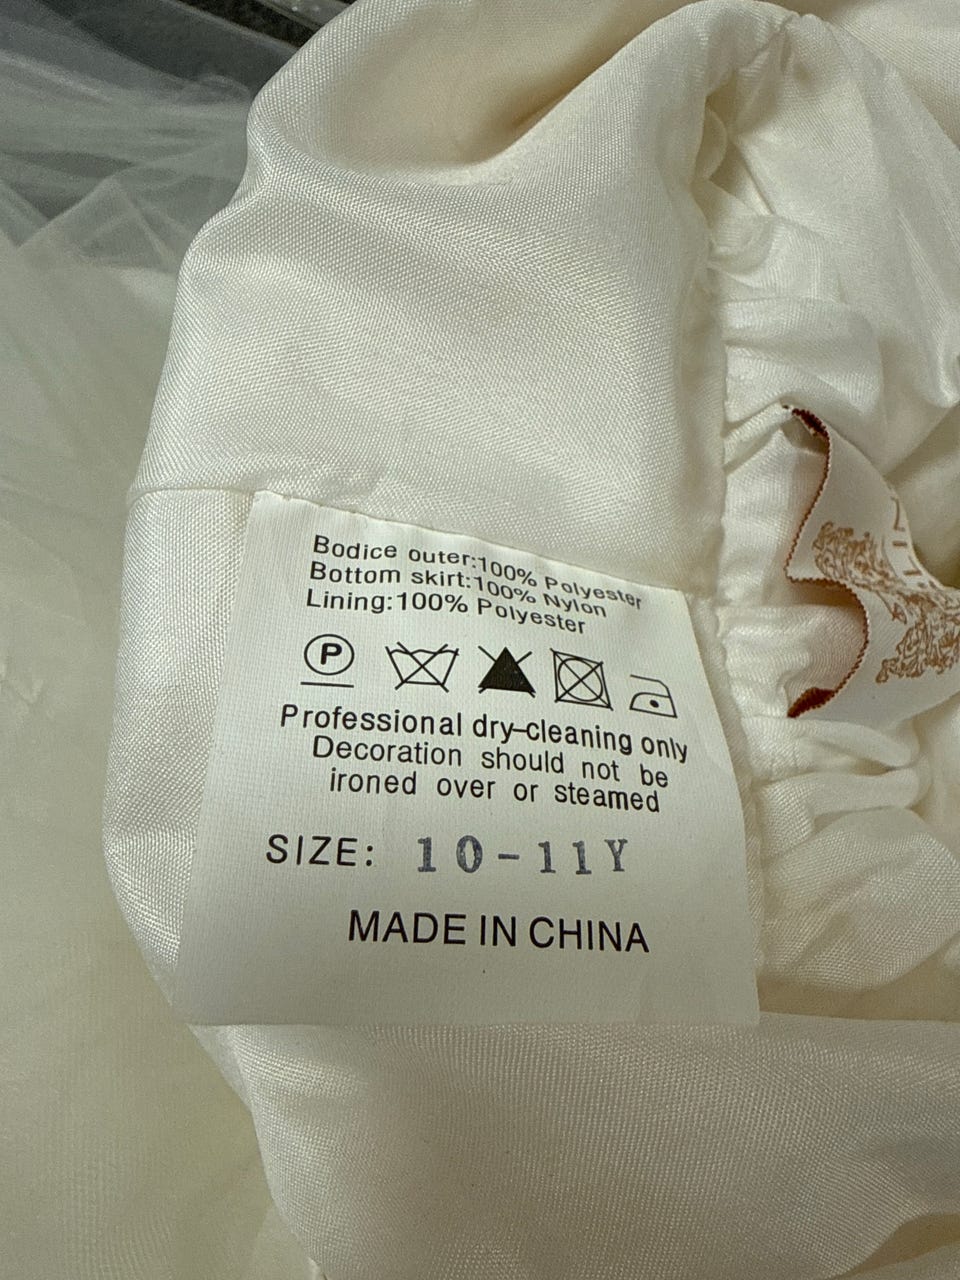 Bodice outer:100% Polyester
Bottom skirt:100% Nylon
Lining:100% Polyester
P
Professional dry-cleaning only
Decoration should not be
ironed over or steamed
SIZE: 10-11Y
MADE IN CHINA